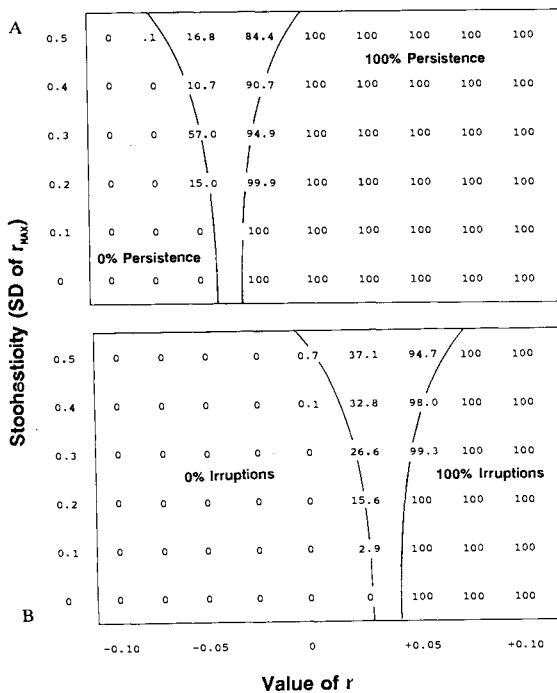 A
0.5 0 .1 16.8 84.4 100 100 100 100 100
100% Persistence
0.4 0 0 10.7 90.7 100 100 100 100 100
0.3 0 0 57.0 94.9 100 100 100 100 100
0.2 0 0 15.0 99.9 100 100 100 100 100
0.1 0 0 0 100 100 100 100 100 100
0% Persistence
0 0 0 0 100 100 100 100 100 100
Stoohastioity (SD of rMAX)
0.5 0 0 0 0 0.7 37.1 94.7 100 100
0.4 0 0 0 0 0.1 32.8 98.0 100 100
0.3 0 0 0 0 0 26.6 99.3 100 100
0% Irruptions 100% Irruptions
0.2 0 0 0 0 0 15.6 100 100 100
0.1 0 0 0 0 0 2.9 100 100 100
0 0 0 0 0 0 0 100 100 100
B
-0.10 -0.05 0 +0.05 +0.10
Value of r